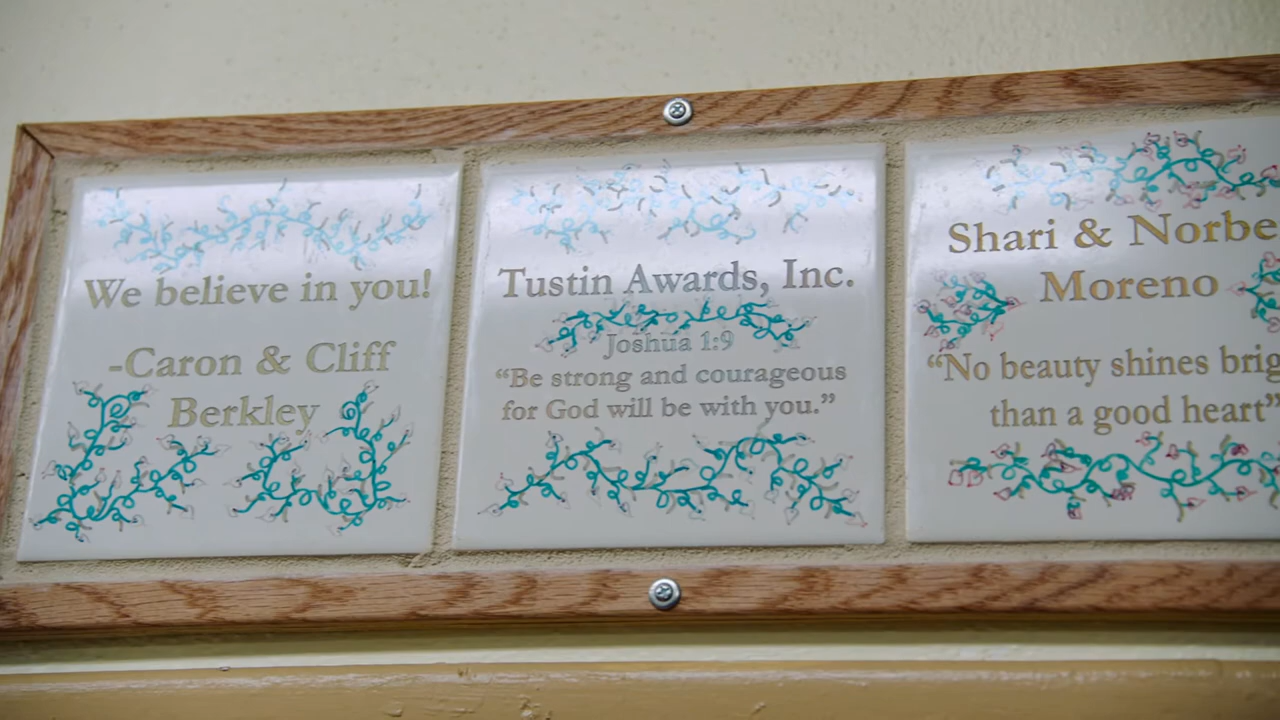 We believe in you!
-Caron & Cliff
Berkley
Tustin Awards, Inc.
Joshua 1:9
“Be strong and courageous
for God will be with you.”
Shari & Norbe
Moreno
“No beauty shines brig
than a good heart”